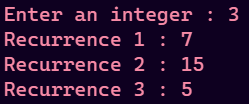 Enter an integer : 3
Recurrence 1 : 7
Recurrence 2 : 15
Recurrence 3 : 5